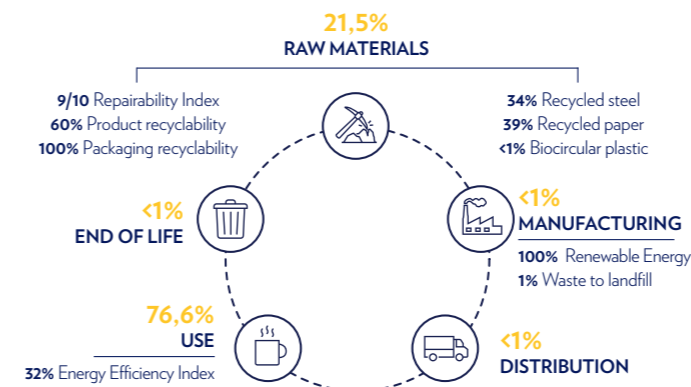 21,5%
RAW MATERIALS
9/10 Repairability Index
60% Product recyclability
100% Packaging recyclability
34% Recycled steel
39% Recycled paper
<1% Biocircular plastic
<1%
END OF LIFE
<1%
MANUFACTURING
100% Renewable Energy
1% Waste to landfill
76,6%
USE
32% Energy Efficiency Index
<1%
DISTRIBUTION